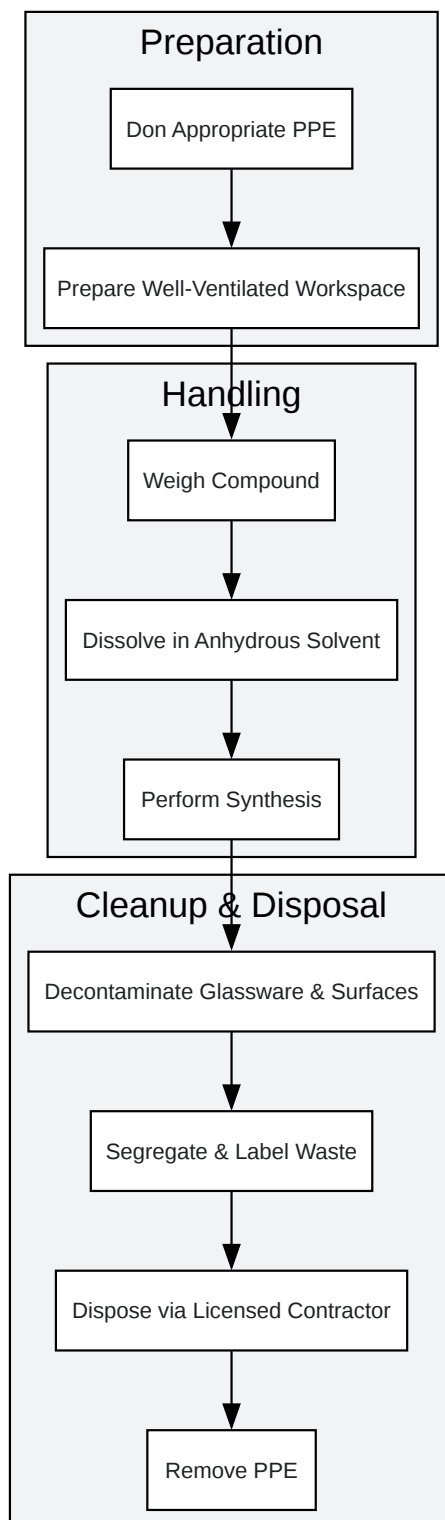 Preparation
Don Appropriate PPE
Prepare Well-Ventilated Workspace
Handling
Weigh Compound
Dissolve in Anhydrous Solvent
Perform Synthesis
Cleanup & Disposal
Decontaminate Glassware & Surfaces
Segregate & Label Waste
Dispose via Licensed Contractor
Remove PPE